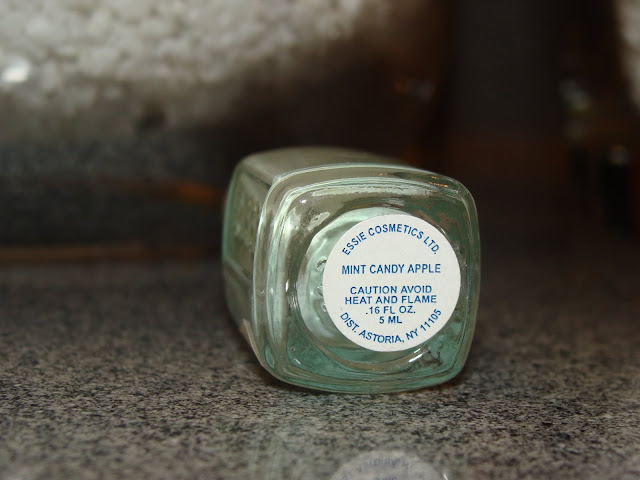 ESSIE COSMETICS LTD.
MINT CANDY APPLE
CAUTION AVOID
HEAT AND FLAME
.16 FL OZ.
5 ML
DIST. ASTORIA, NY 11105